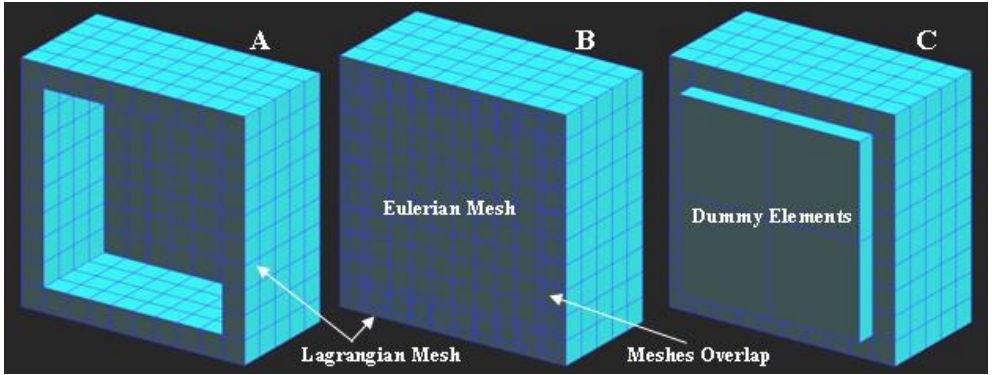 A
B
C
Eulerian Mesh
Dummy Elements
Lagrangian Mesh
Meshes Overlap